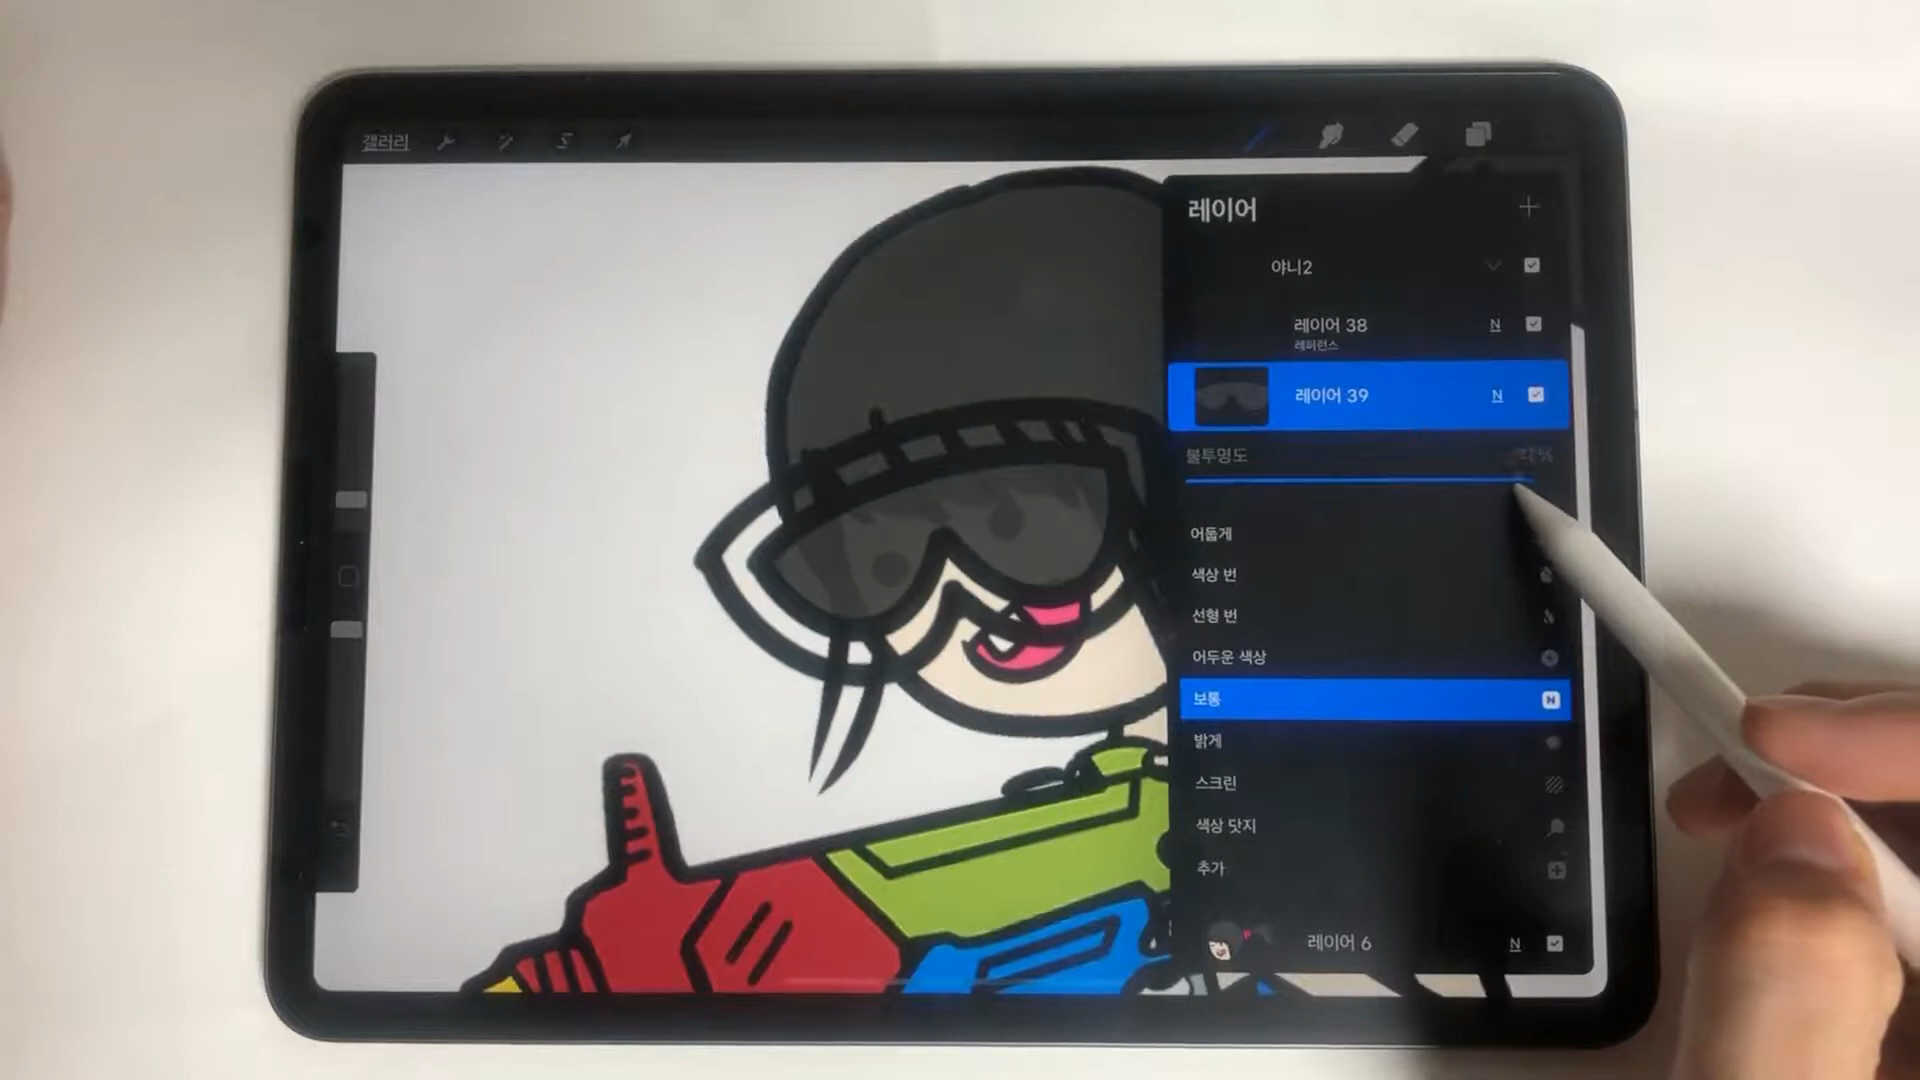 갤러리
레이어
야니2
레이어 38
N
레퍼런스
레이어 39
N
불투명도
어둡게
색상 번
선형 번
어두운 색상
보통
N
밝게
스크린
색상 닷지
추가
레이어 6
N